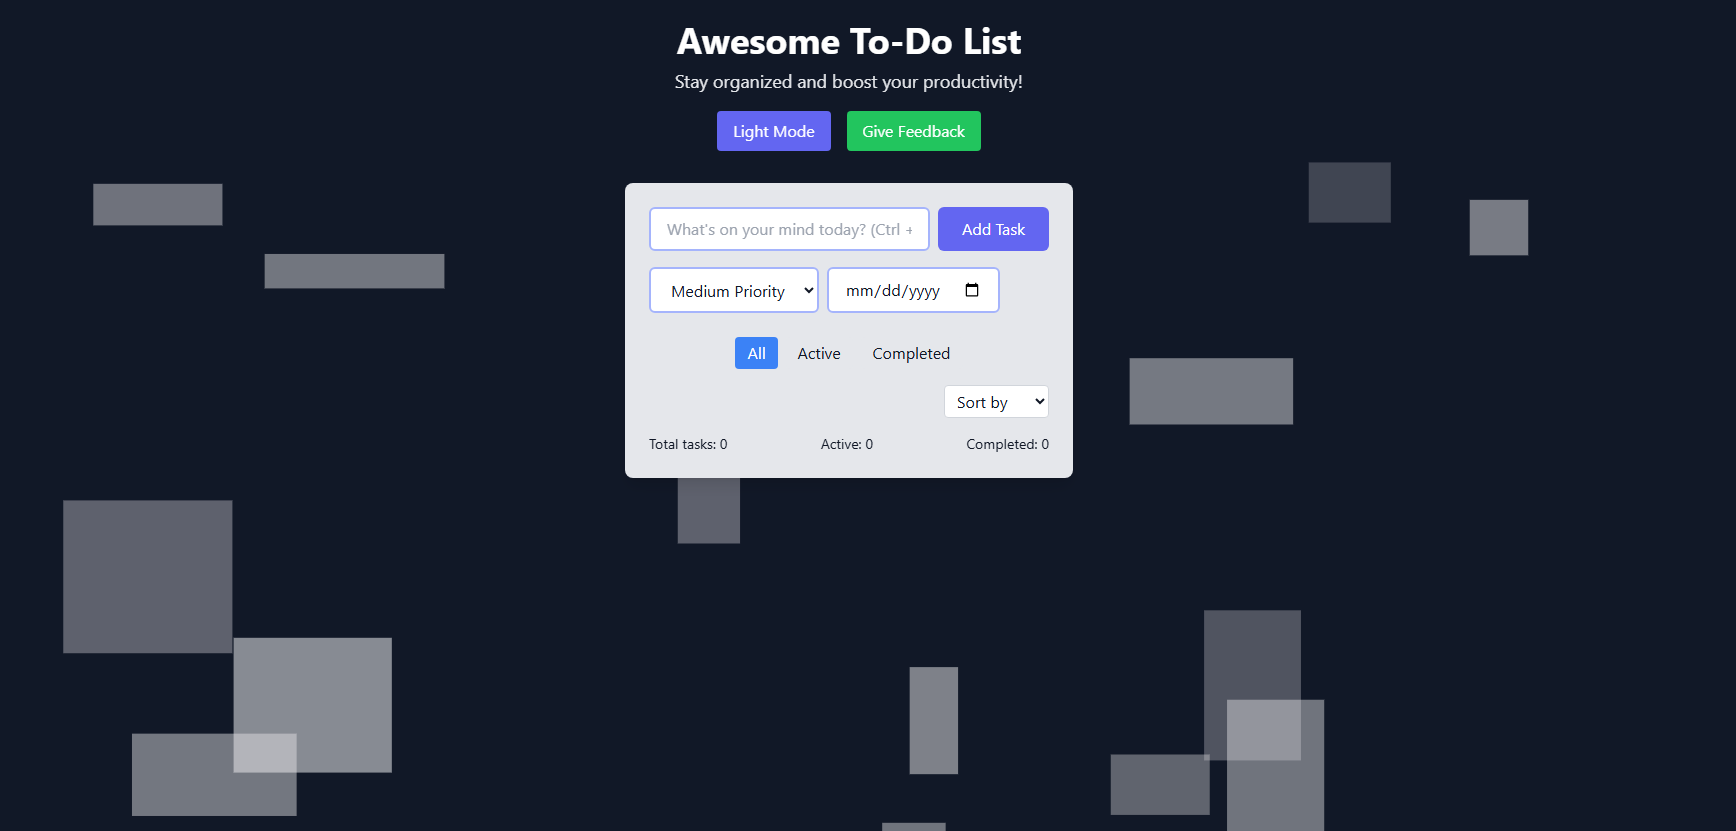 Awesome To-Do List
Stay organized and boost your productivity!
Light Mode Give Feedback
What's on your mind today? (Ctrl + Add Task
Medium Priority mm/dd/yyyy
All Active Completed
Sort by
Total tasks: 0 Active: 0 Completed: 0